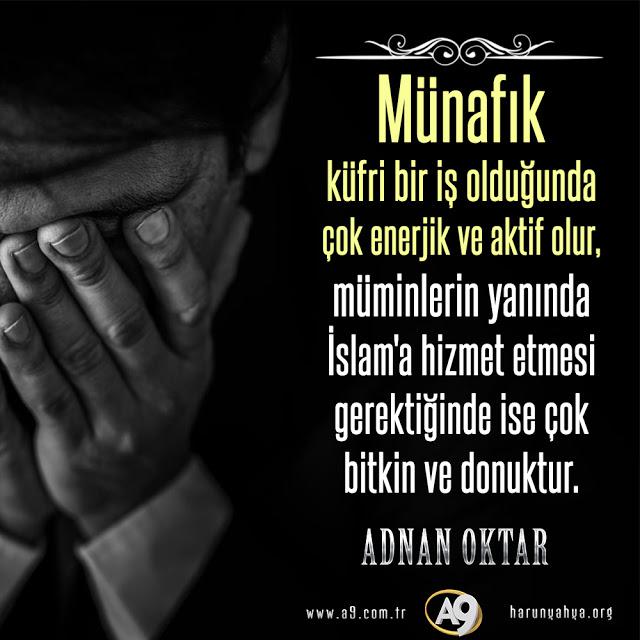 Münafık
küfri bir iş olduğunda
çok enerjik ve aktif olur,
müminlerin yanında
İslam'a hizmet etmesi
gerektiğinde ise çok
bitkin ve donuktur.
ADNAN OKTAR
www.a9.com.tr A9 harunyahya.org